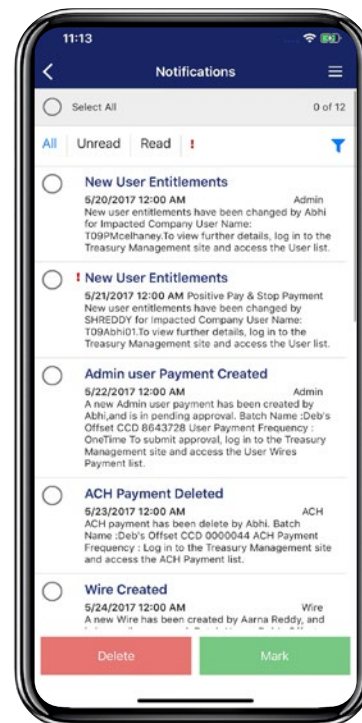 11:13
Notifications
Select All 0 of 12
All Unread Read !
New User Entitlements
5/20/2017 12:00 AM Admin
New user entitlements have been changed by Abhi
for Impacted Company User Name:
T09PMcelhaney.To view further details, log in to the
Treasury Management site and access the User list.
! New User Entitlements
5/21/2017 12:00 AM Positive Pay & Stop Payment
New user entitlements have been changed by
SHREDDY for Impacted Company User Name:
T09Abhi01.To view further details, log in to the
Treasury Management site and access the User list.
Admin user Payment Created
5/22/2017 12:00 AM Admin
A new Admin user payment has been created by
Abhi,and is in pending approval. Batch Name :Deb's
Offset CCD 8643728 User Payment Frequency :
OneTime To submit approval, log in to the Treasury
Management site and access the User Wires
Payment list.
ACH Payment Deleted
5/23/2017 12:00 AM ACH
ACH payment has been delete by Abhi. Batch
Name :Deb's Offset CCD 0000044 ACH Payment
Frequency : Log in to the Treasury Management site
and access the ACH Payment list.
Wire Created
5/24/2017 12:00 AM Wire
A new Wire has been created by Aarna Reddy, and
Delete Mark